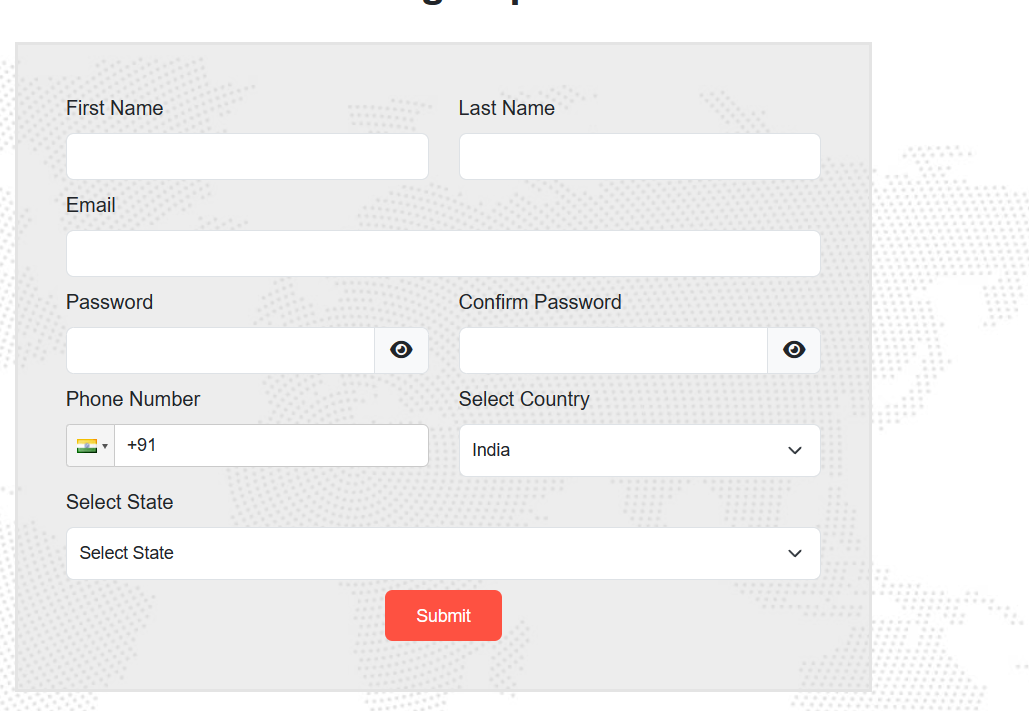 First Name
Last Name
Email
Password
Confirm Password
Phone Number
Select Country
+91
India
Select State
Select State
Submit